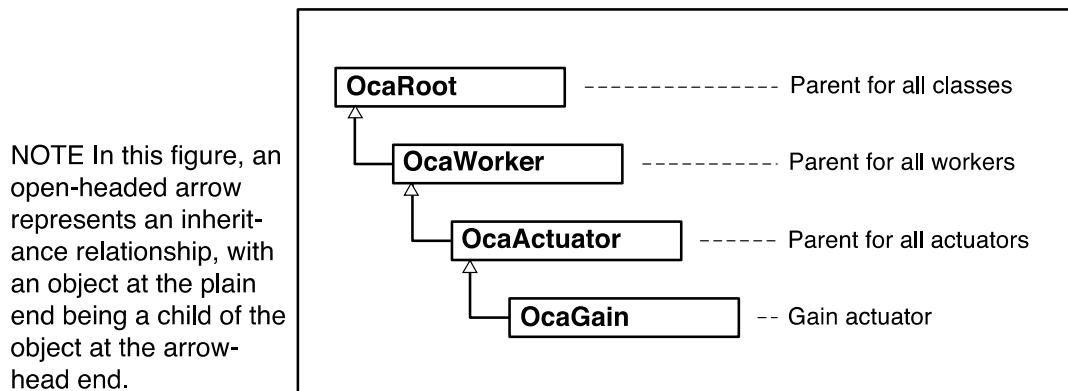 NOTE In this figure, an
open-headed arrow
represents an inherit-
ance relationship, with
an object at the plain
end being a child of the
object at the arrow-
head end.
OcaRoot
Parent for all classes
OcaWorker
Parent for all workers
OcaActuator
Parent for all actuators
OcaGain
Gain actuator